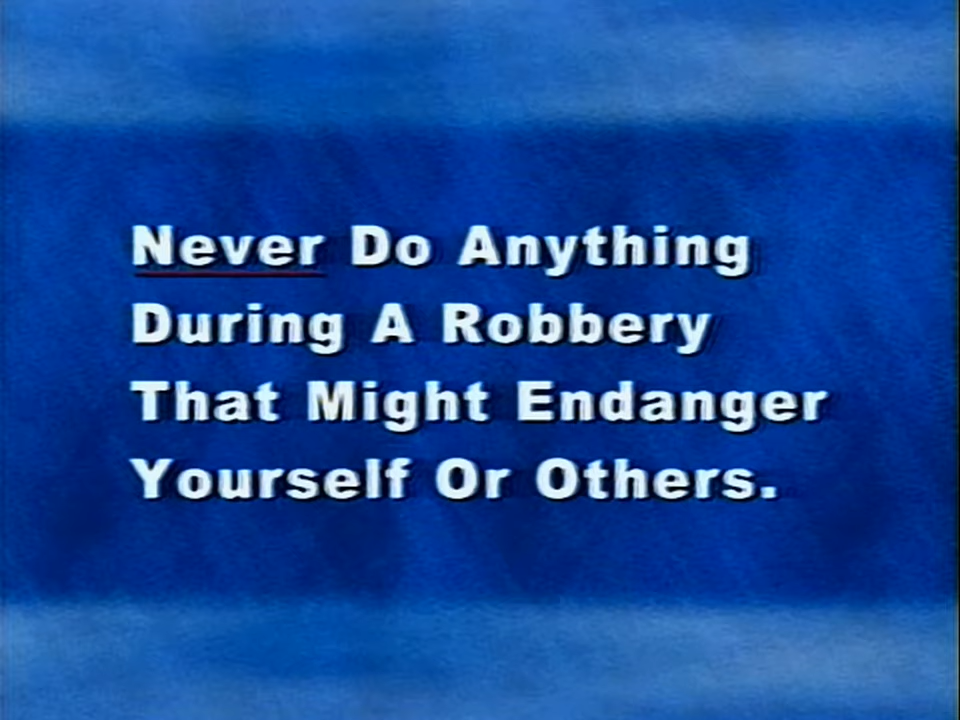 Never Do Anything
During A Robbery
That Might Endanger
Yourself Or Others.